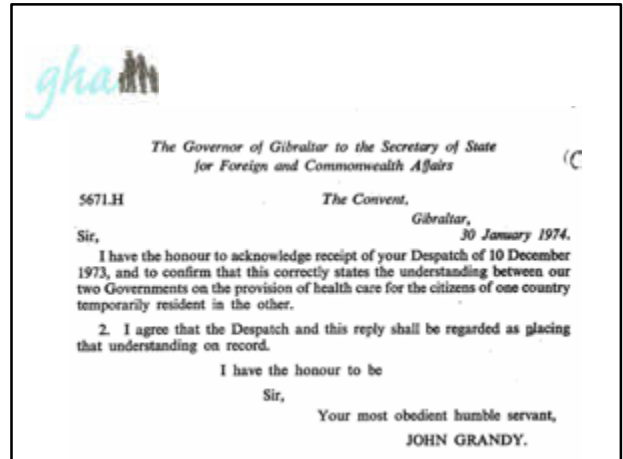 gha
The Governor of Gibraltar to the Secretary of State
for Foreign and Commonwealth Affairs
(C
5671.H The Convent,
Gibraltar,
Sir, 30 January 1974.
I have the honour to acknowledge receipt of your Despatch of 10 December
1973, and to confirm that this correctly states the understanding between our
two Governments on the provision of health care for the citizens of one country
temporarily resident in the other.
2. I agree that the Despatch and this reply shall be regarded as placing
that understanding on record.
I have the honour to be
Sir,
Your most obedient humble servant,
JOHN GRANDY.